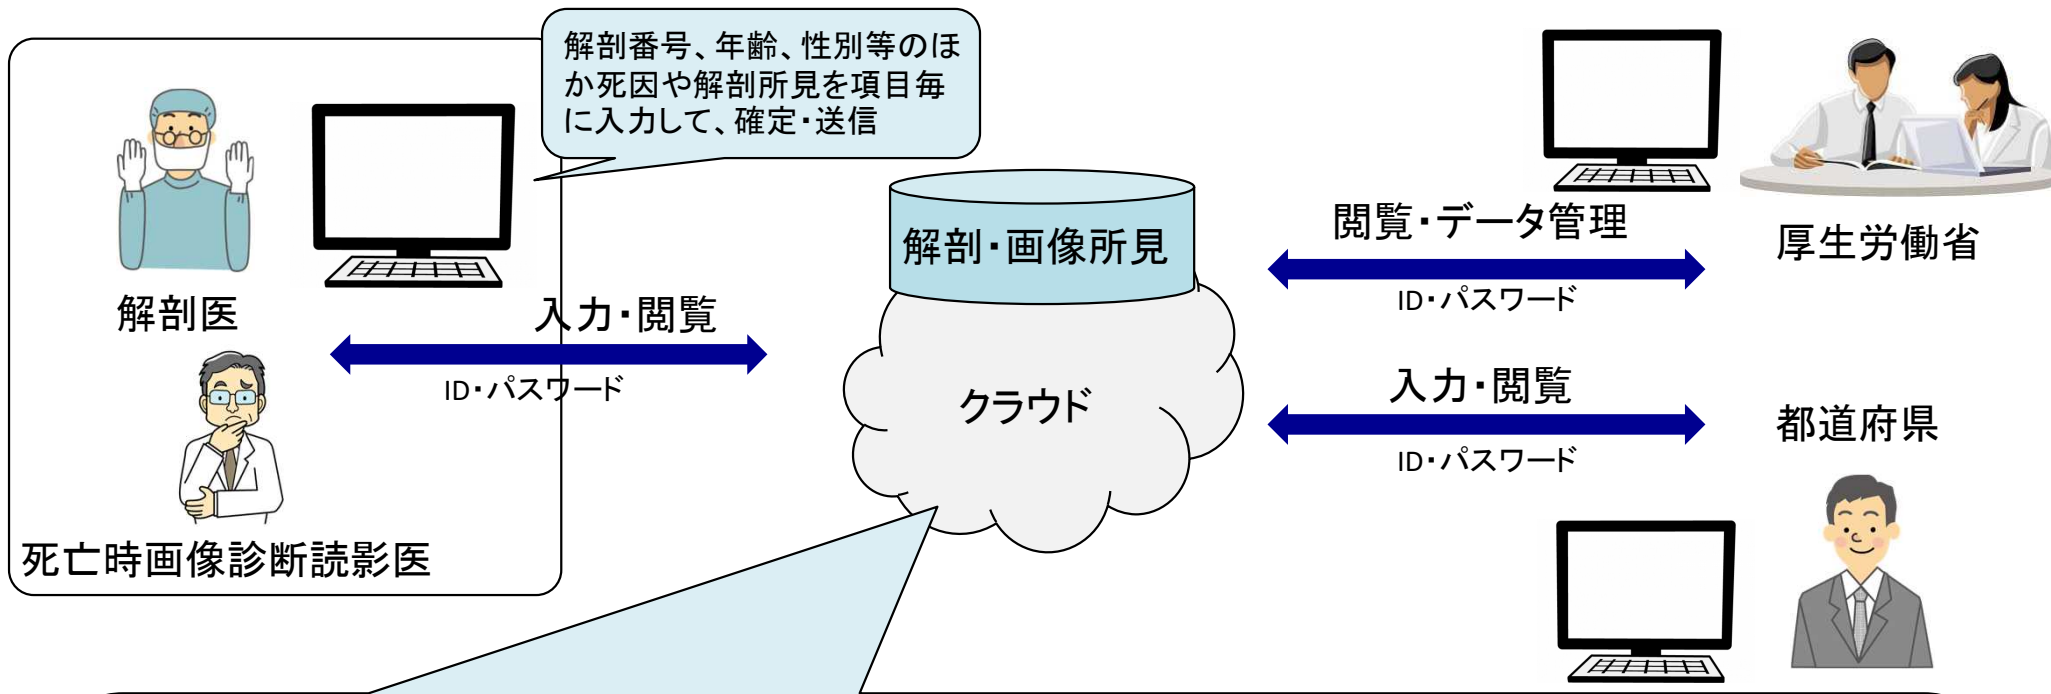 解剖番号、年齢、性別等のほ
か死因や解剖所見を項目毎
に入力して、確定・送信
解剖医
死亡時画像診断読影医
入力・閲覧
ID・パスワード
解剖・画像所見
クラウド
閲覧・データ管理
ID・パスワード
厚生労働省
入力・閲覧
ID・パスワード
都道府県